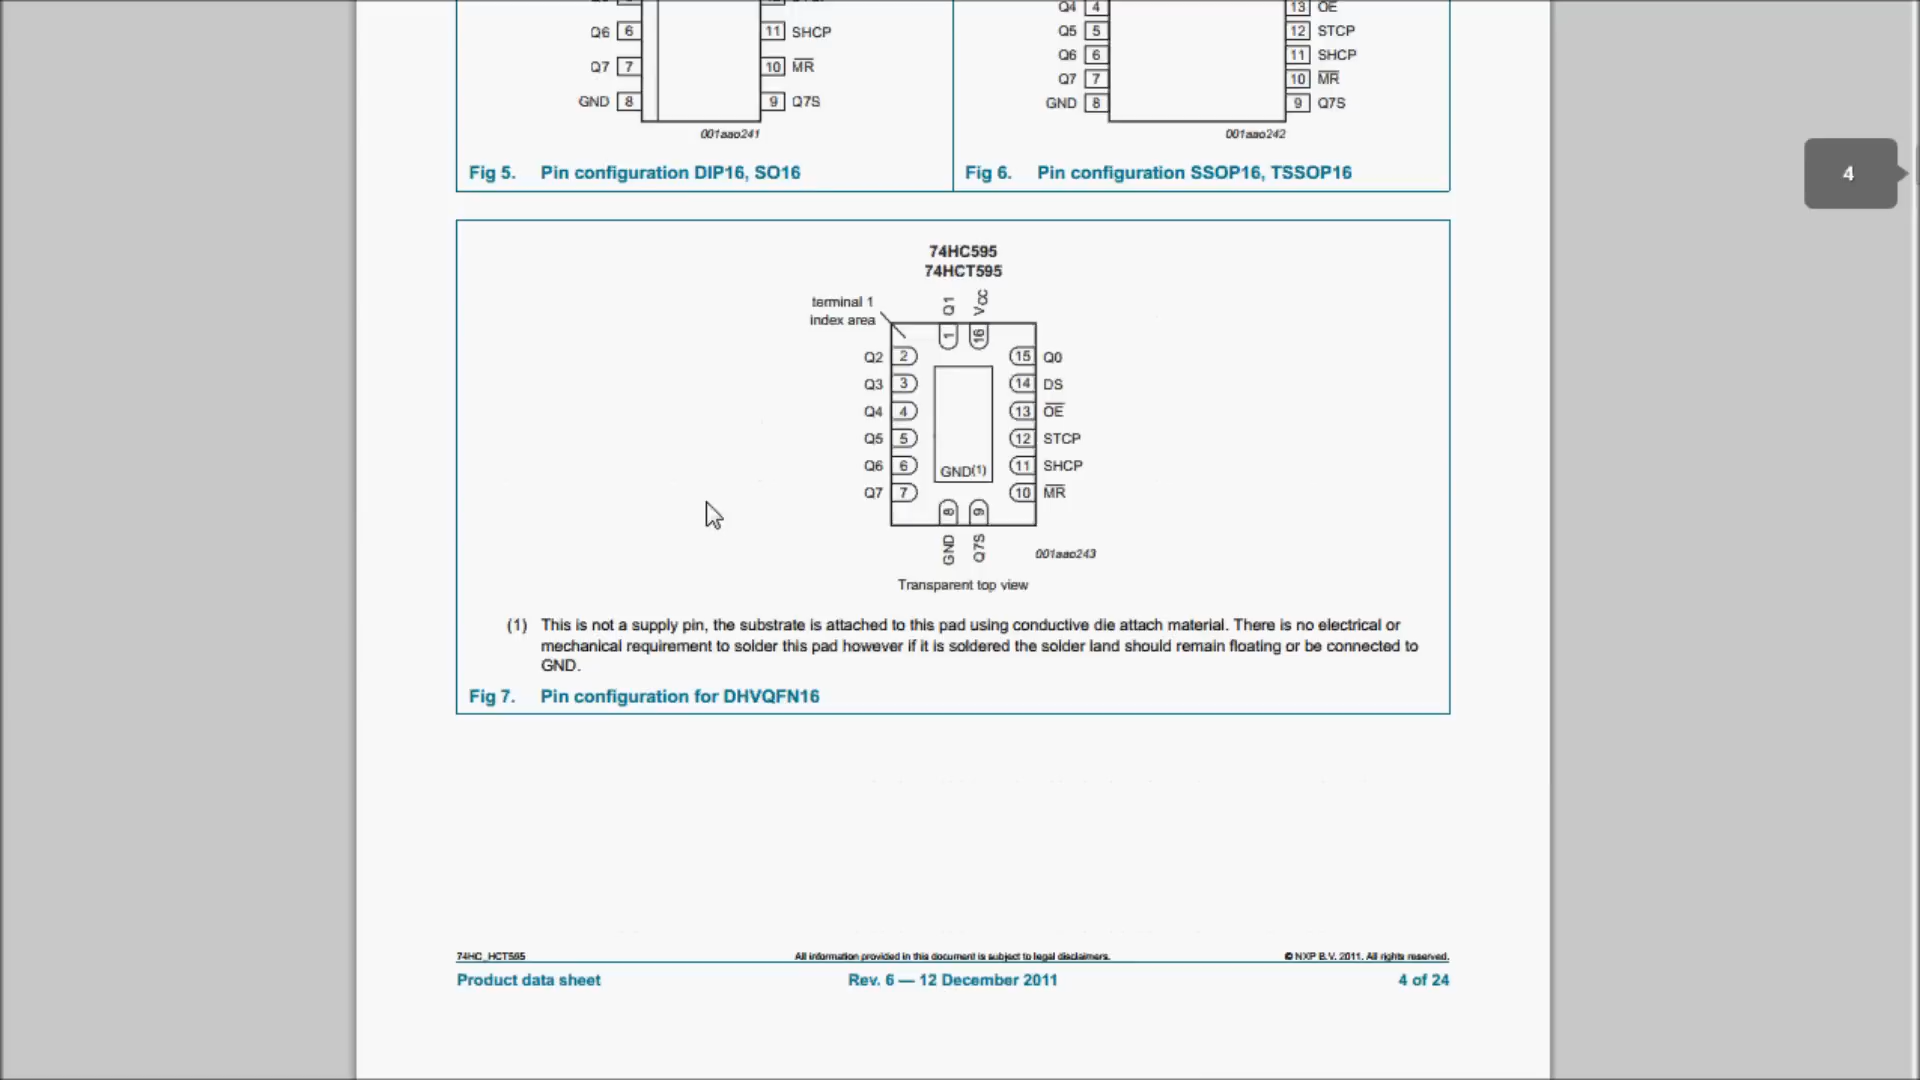 Q6 6 11 SHCP
Q7 7 10 MR
GND 8 9 Q7S
001aao241
Fig 5. Pin configuration DIP16, SO16
Q4 4 13 OE
Q5 5 12 STCP
Q6 6 11 SHCP
Q7 7 10 MR
GND 8 9 Q7S
001aao242
Fig 6. Pin configuration SSOP16, TSSOP16
4
74HC595
74HCT595
terminal 1
index area
Q1 VCC
1 16
Q2 2 15 Q0
Q3 3 14 DS
Q4 4 13 OE
Q5 5 12 STCP
Q6 6 11 SHCP
GND(1)
Q7 7 10 MR
8 9
GND Q7S
001aao243
Transparent top view
(1) This is not a supply pin, the substrate is attached to this pad using conductive die attach material. There is no electrical or
mechanical requirement to solder this pad however if it is soldered the solder land should remain floating or be connected to
GND.
Fig 7. Pin configuration for DHVQFN16
74HC_HCT595 All information provided in this document is subject to legal disclaimers. © NXP B.V. 2011. All rights reserved.
Product data sheet Rev. 6 — 12 December 2011 4 of 24